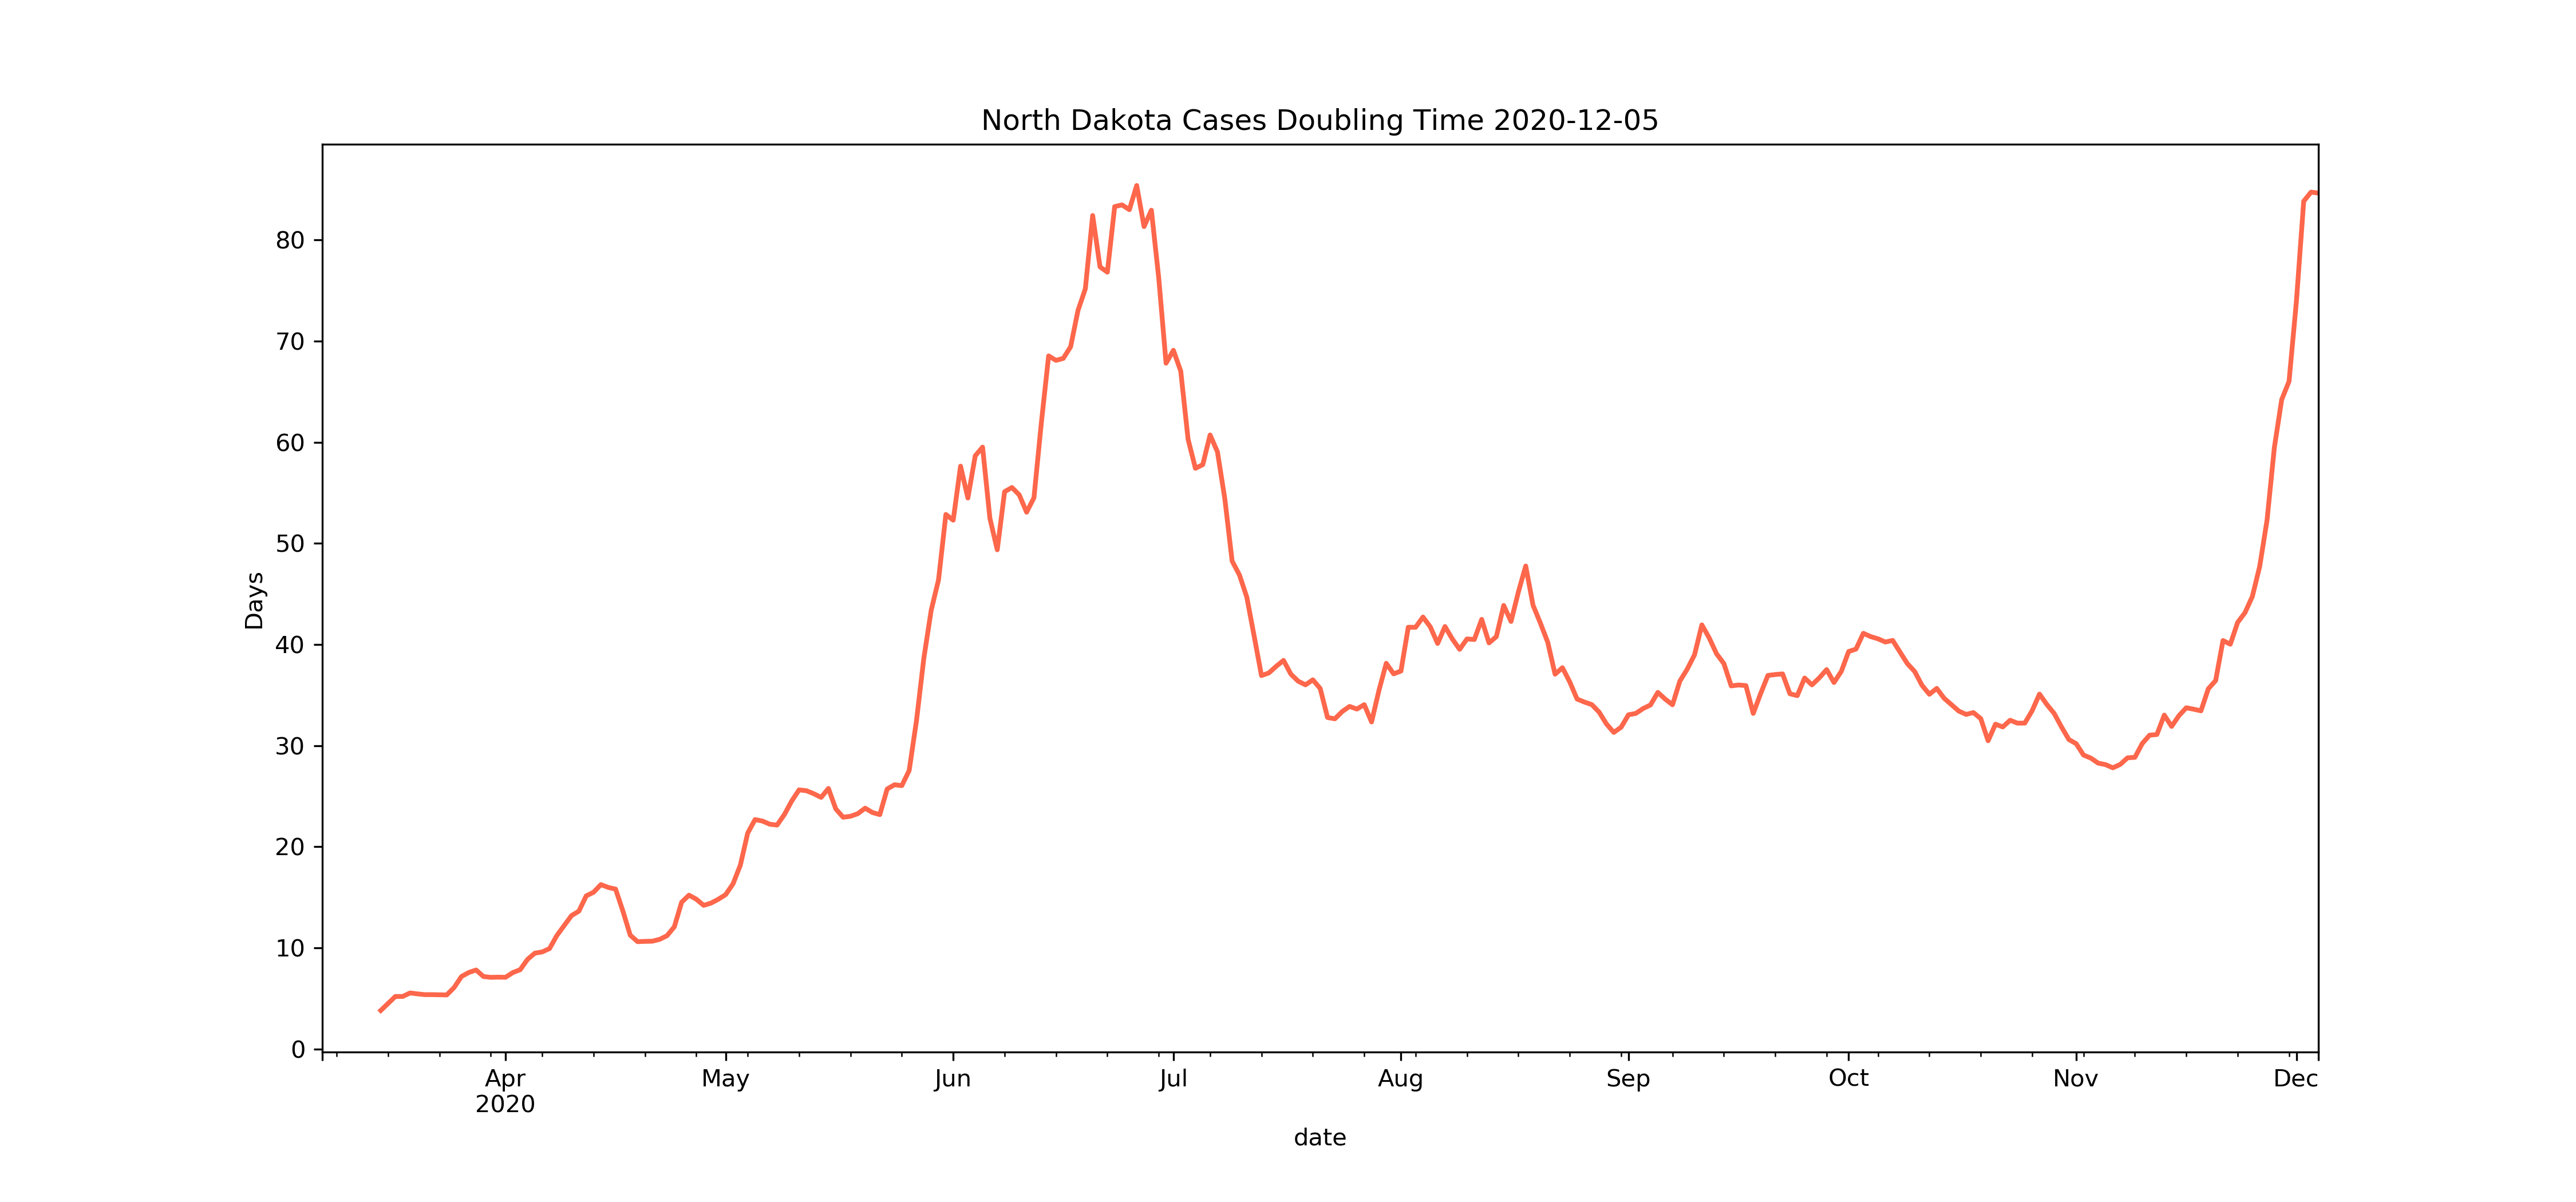 North Dakota Cases Doubling Time 2020-12-05
80
70
60
50
40
30
20
10
0
Days
Apr
2020
May
Jun
Jul
Aug
Sep
Oct
Nov
Dec
date